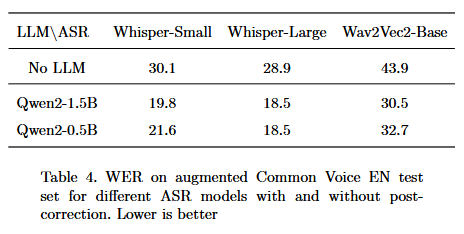 LLM\ASR Whisper-Small Whisper-Large Wav2Vec2-Base
No LLM 30.1 28.9 43.9
Qwen2-1.5B 19.8 18.5 30.5
Qwen2-0.5B 21.6 18.5 32.7
Table 4. WER on augmented Common Voice EN test
set for different ASR models with and without post-
correction. Lower is better